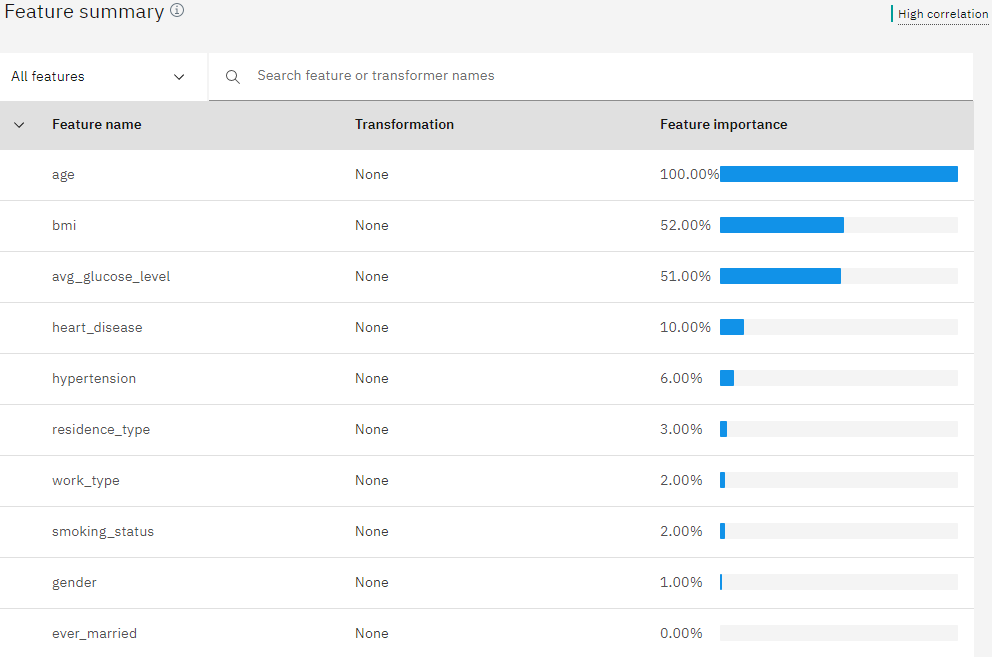 Feature summary
High correlation
All features Search feature or transformer names
Feature name Transformation Feature importance
age None 100.00%
bmi None 52.00%
avg_glucose_level None 51.00%
heart_disease None 10.00%
hypertension None 6.00%
residence_type None 3.00%
work_type None 2.00%
smoking_status None 2.00%
gender None 1.00%
ever_married None 0.00%